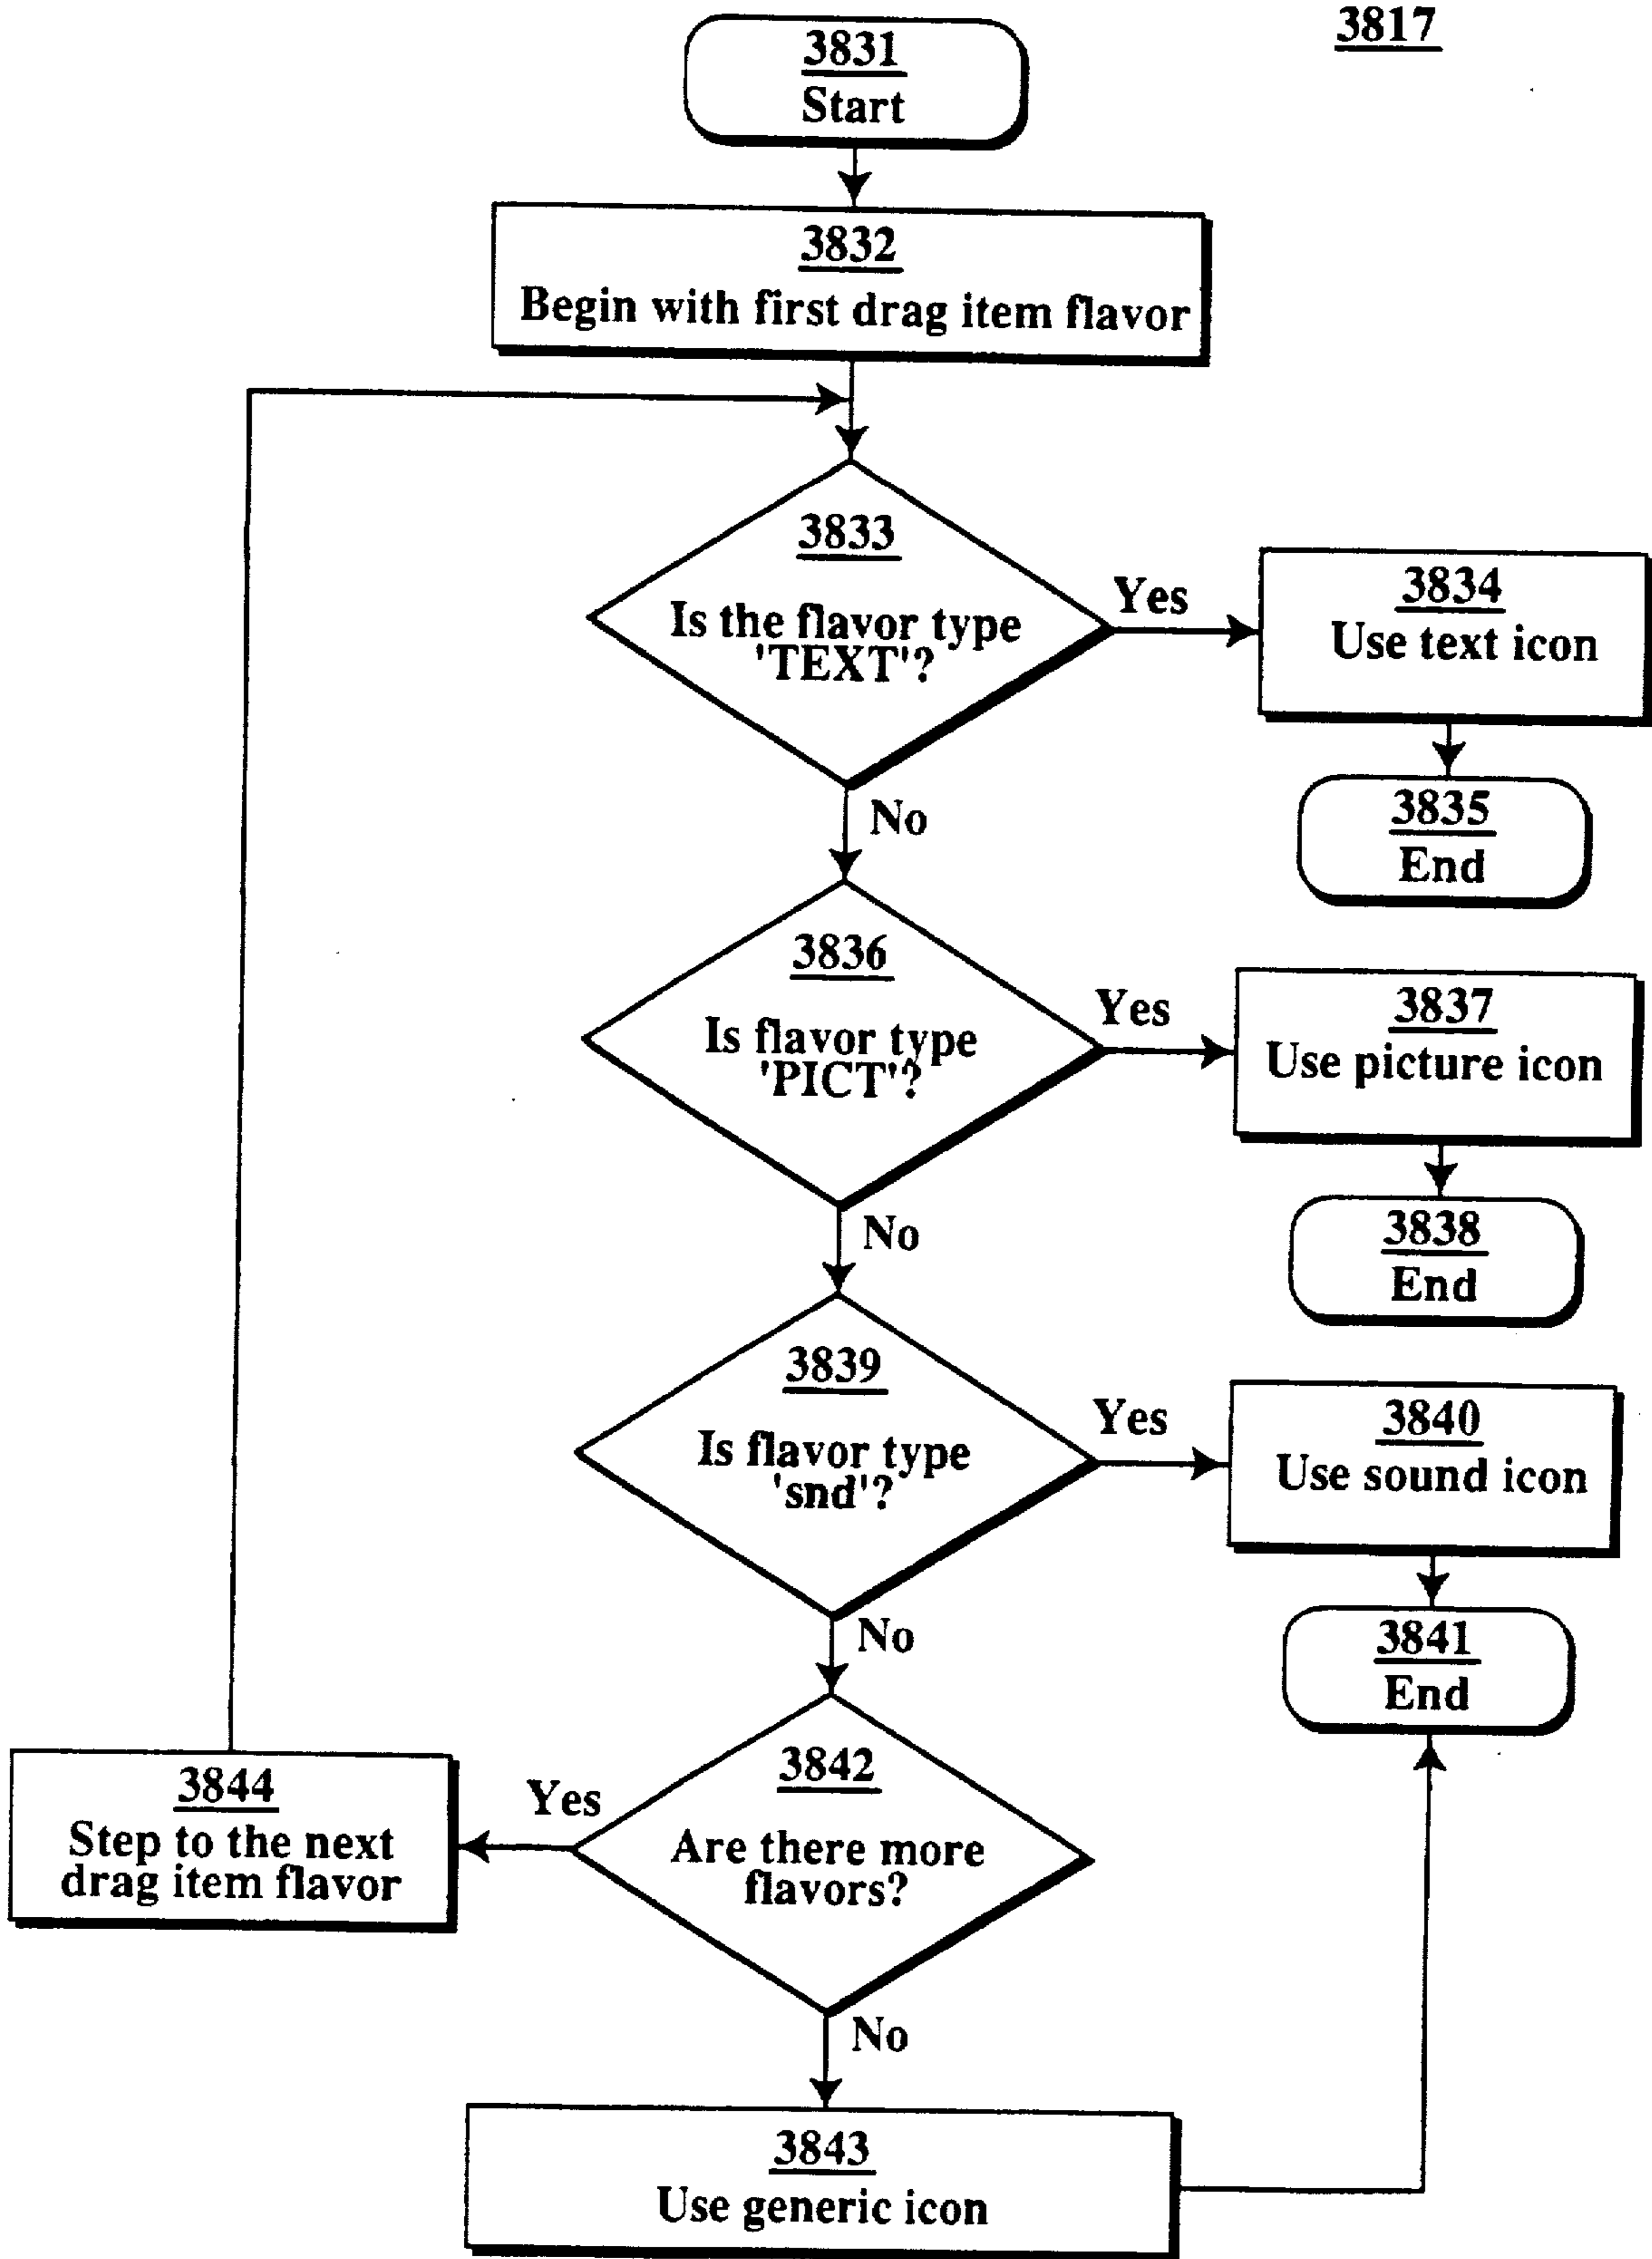 3817
3831
Start
3832
Begin with first drag item flavor
3833
Is the flavor type
'TEXT'?
Yes
3834
Use text icon
3835
End
No
3836
Is flavor type
'PICT'?
Yes
3837
Use picture icon
3838
End
No
3839
Is flavor type
'snd'?
Yes
3840
Use sound icon
3841
End
No
3842
Are there more
flavors?
Yes
3844
Step to the next
drag item flavor
No
3843
Use generic icon